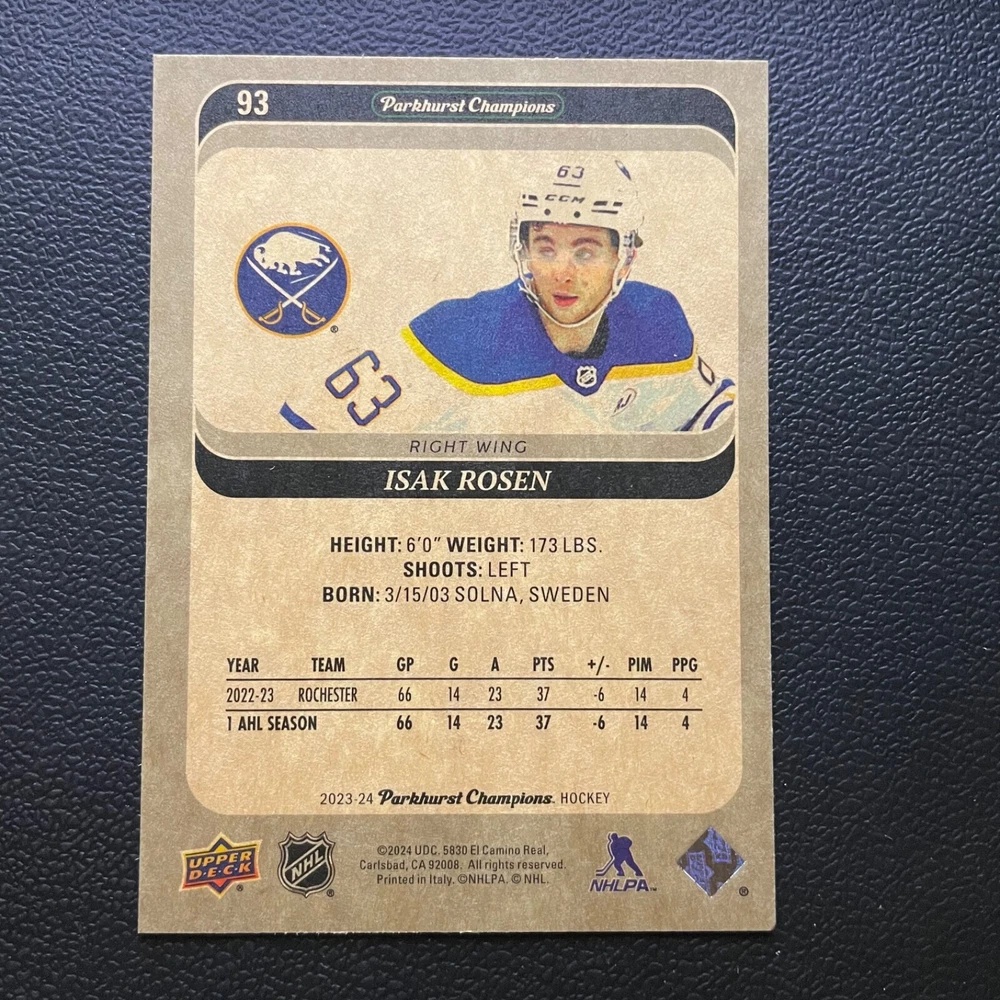 93
Parkhurst Champions
63
CCM
63
®
RIGHT WING
ISAK ROSEN
HEIGHT: 6'0" WEIGHT: 173 LBS.
SHOOTS: LEFT
BORN: 3/15/03 SOLNA, SWEDEN
YEAR TEAM GP G A PTS +/- PIM PPG
2022-23 ROCHESTER 66 14 23 37 -6 14 4
1 AHL SEASON 66 14 23 37 -6 14 4
2023-24 Parkhurst Champions. HOCKEY
UPPER
D·E·C·K
®
NHL
®
©2024 UDC. 5830 El Camino Real,
Carlsbad, CA 92008. All rights reserved.
Printed in Italy. ©NHLPA. © NHL.
NHLPA™
®